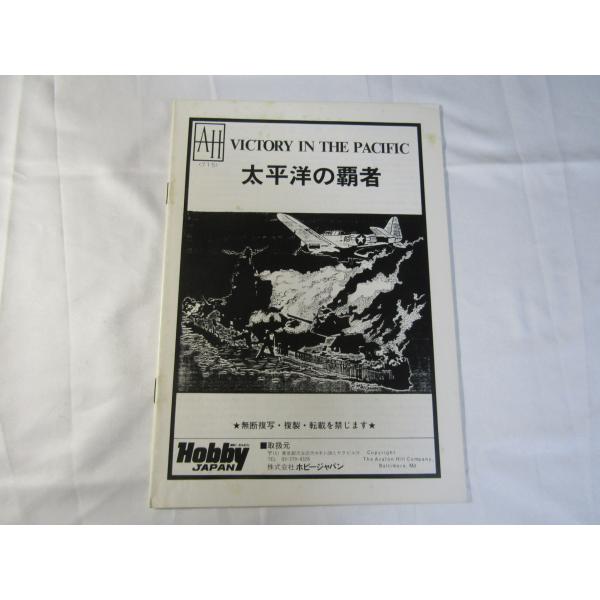 AH
VICTORY IN THE PACIFIC
<715>
太平洋の覇者
★無断複写・複製・転載を禁じます★
Hobby
JAPAN
■取扱元
TEL
株式会社 ホビージャパン
Copyright
The Avalon Hill Company,
Baltimore, Md